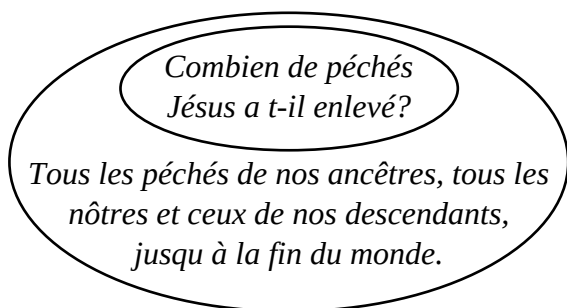 Combien de péchés
Jésus a t-il enlevé?
Tous les péchés de nos ancêtres, tous les
nôtres et ceux de nos descendants,
jusqu à la fin du monde.